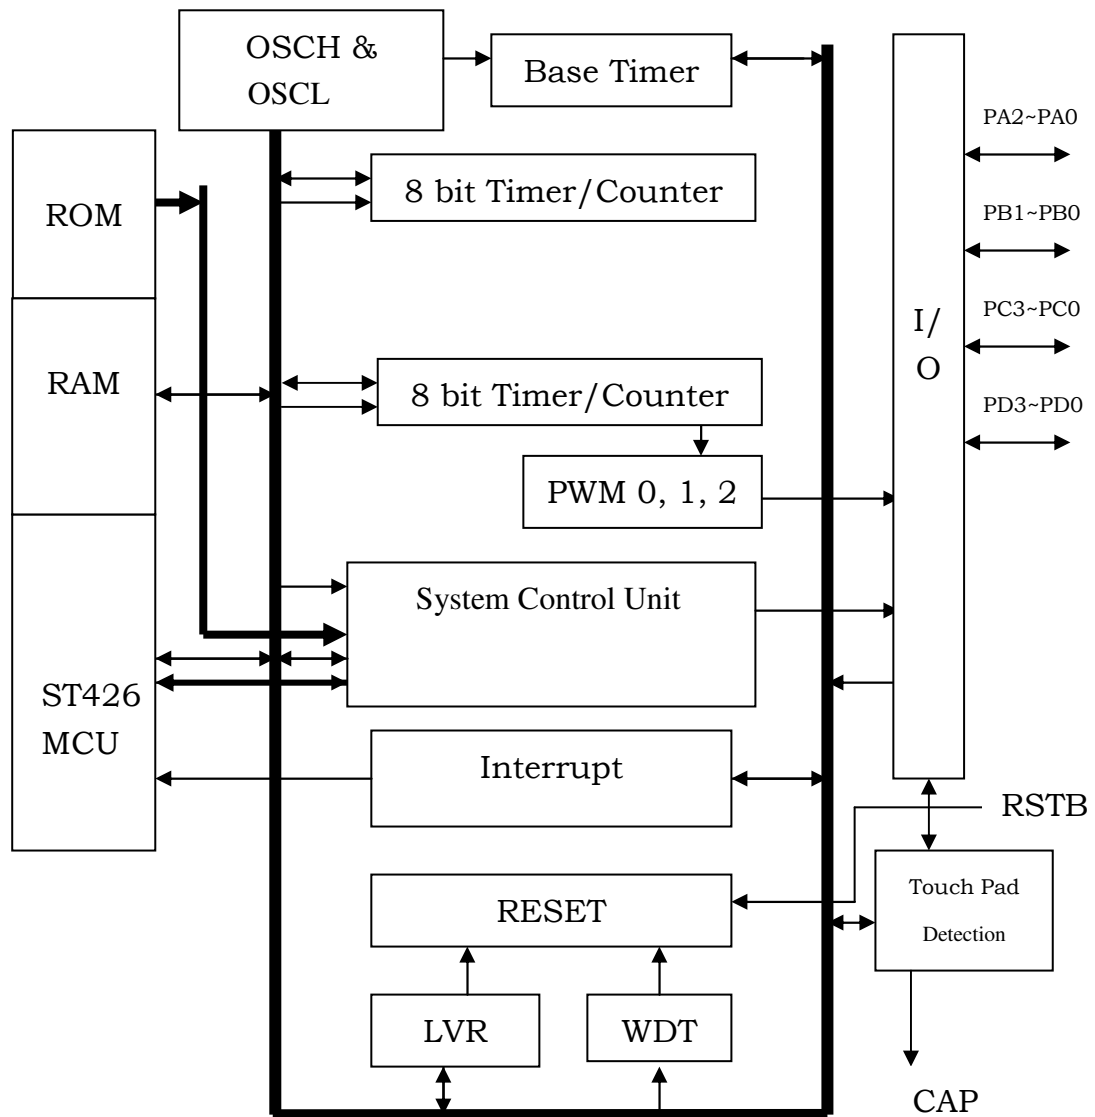 OSCH &
OSCL
Base Timer
PA2~PA0
ROM
8 bit Timer/Counter
PB1~PB0
PC3~PC0
I/
O
RAM
8 bit Timer/Counter
PD3~PD0
PWM 0, 1, 2
System Control Unit
ST426
MCU
Interrupt
RSTB
RESET
Touch Pad
Detection
LVR
WDT
CAP